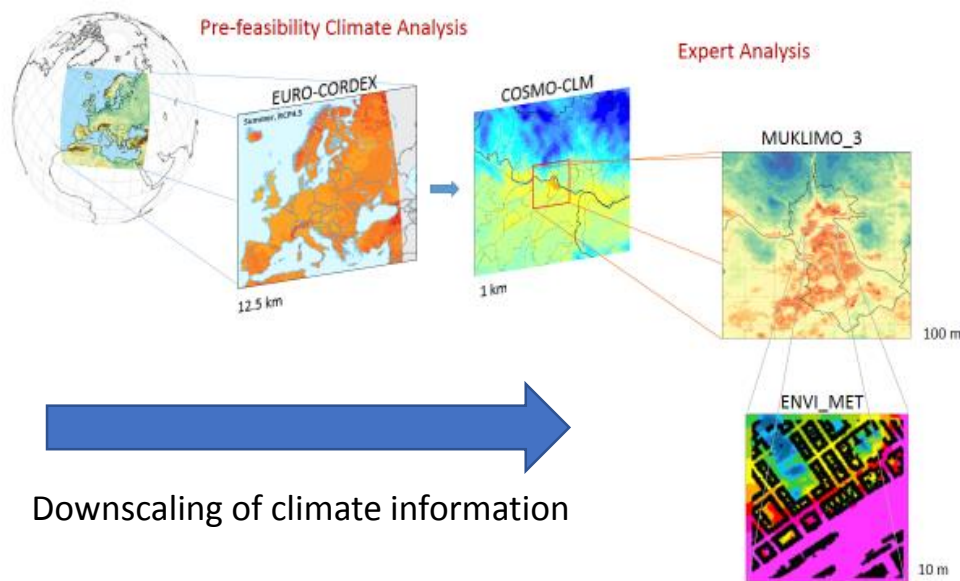 Pre-feasibility Climate Analysis
Expert Analysis
EURO-CORDEX
Summer, RCP4.5
12.5 km
COSMO-CLM
1 km
MUKLIMO_3
100 m
ENVI_MET
10 m
Downscaling of climate information